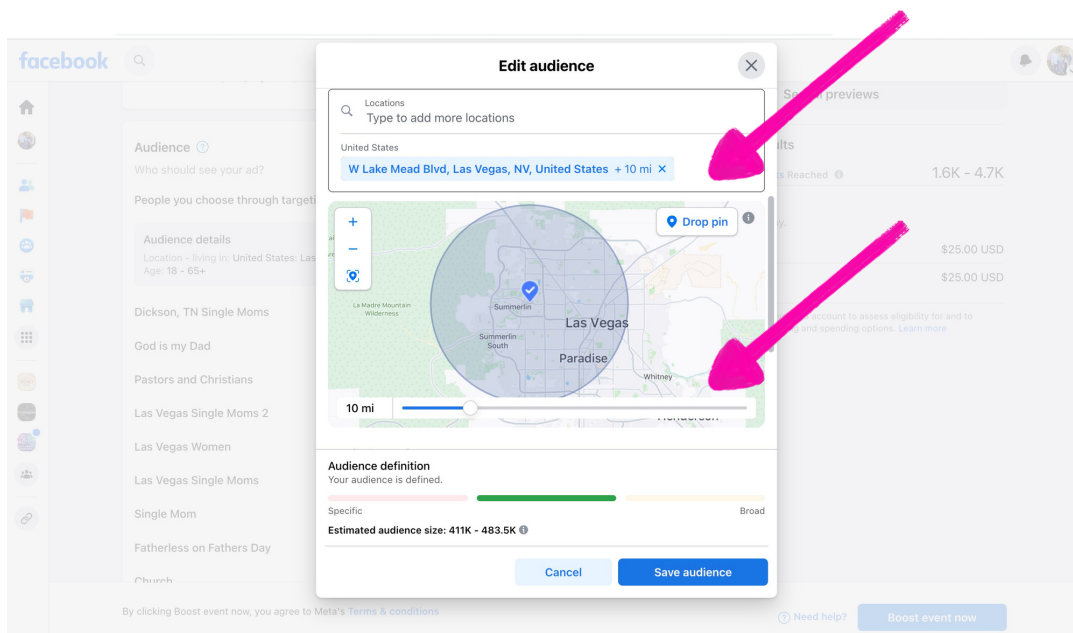 facebook
Edit audience
Locations
Type to add more locations
United States
W Lake Mead Blvd, Las Vegas, NV, United States + 10 mi ×
Drop pin
La Madre Mountain
Wilderness
Summerlin
Las Vegas
Summerlin
South
Paradise
Whitney
Henderson
10 mi
Audience definition
Your audience is defined.
Specific
Broad
Estimated audience size: 411K - 483.5K
Cancel
Save audience
Audience
Who should see your ad?
People you choose through targeti
Audience details
Location - living in: United States: Las
Age: 18 - 65+
Dickson, TN Single Moms
God is my Dad
Pastors and Christians
Las Vegas Single Moms 2
Las Vegas Women
Las Vegas Single Moms
Single Mom
Fatherless on Fathers Day
Church
previews
ults
s Reached
1.6K - 4.7K
$25.00 USD
$25.00 USD
account to assess eligibility for and to
and spending options. Learn more
By clicking Boost event now, you agree to Meta's Terms & conditions
Need help?
Boost event now